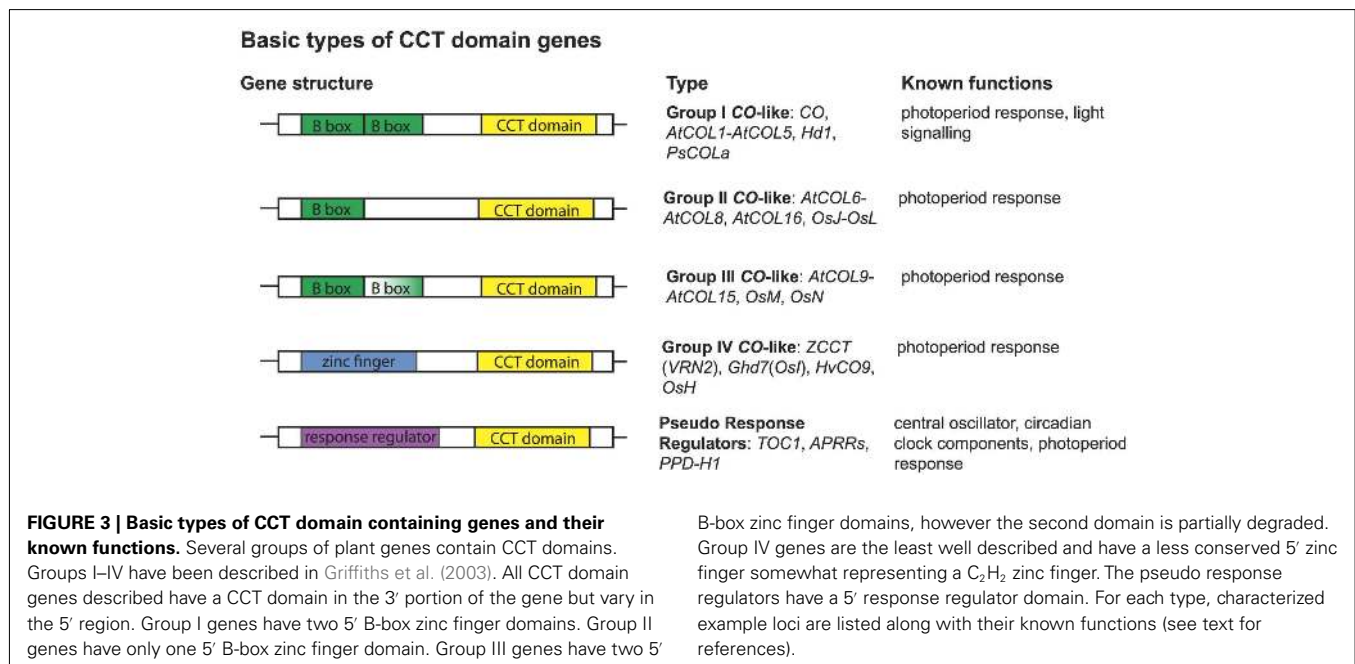 Basic types of CCT domain genes
Gene structure
Type
Known functions
B box
B box
CCT domain
Group I CO-like: CO,
AtCOL1-AtCOL5, Hd1,
PsCOLa
photoperiod response, light
signalling
B box
CCT domain
Group II CO-like: AtCOL6-
AtCOL8, AtCOL16, OsJ-OsL
photoperiod response
B box
B box
CCT domain
Group III CO-like: AtCOL9-
AtCOL15, OsM, OsN
photoperiod response
zinc finger
CCT domain
Group IV CO-like: ZCCT
(VRN2), Ghd7(OsI), HvCO9,
OsH
photoperiod response
response regulator
CCT domain
Pseudo Response
Regulators: TOC1, APRRs,
PPD-H1
central oscillator, circadian
clock components, photoperiod
response
FIGURE 3 | Basic types of CCT domain containing genes and their
known functions. Several groups of plant genes contain CCT domains.
Groups I–IV have been described in Griffiths et al. (2003). All CCT domain
genes described have a CCT domain in the 3′ portion of the gene but vary in
the 5′ region. Group I genes have two 5′ B-box zinc finger domains. Group II
genes have only one 5′ B-box zinc finger domain. Group III genes have two 5′
B-box zinc finger domains, however the second domain is partially degraded.
Group IV genes are the least well described and have a less conserved 5′ zinc
finger somewhat representing a C₂H₂ zinc finger. The pseudo response
regulators have a 5′ response regulator domain. For each type, characterized
example loci are listed along with their known functions (see text for
references).